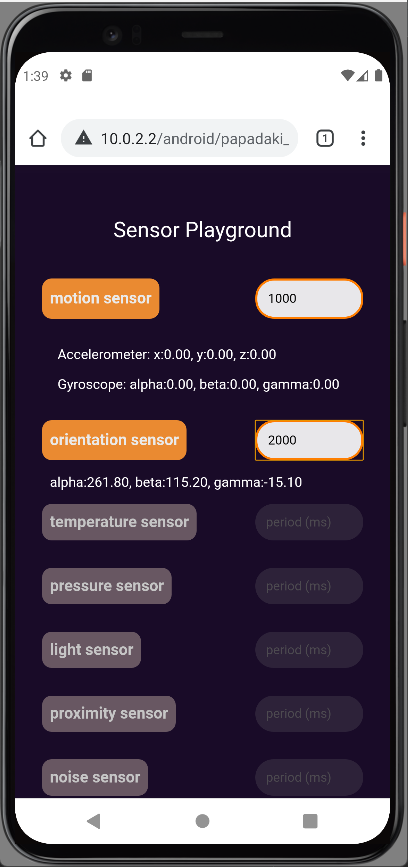 1:39
10.0.2.2/android/papadaki_
1
Sensor Playground
motion sensor
1000
Accelerometer: x:0.00, y:0.00, z:0.00
Gyroscope: alpha:0.00, beta:0.00, gamma:0.00
orientation sensor
2000
alpha:261.80, beta:115.20, gamma:-15.10
temperature sensor
period (ms)
pressure sensor
period (ms)
light sensor
period (ms)
proximity sensor
period (ms)
noise sensor
period (ms)